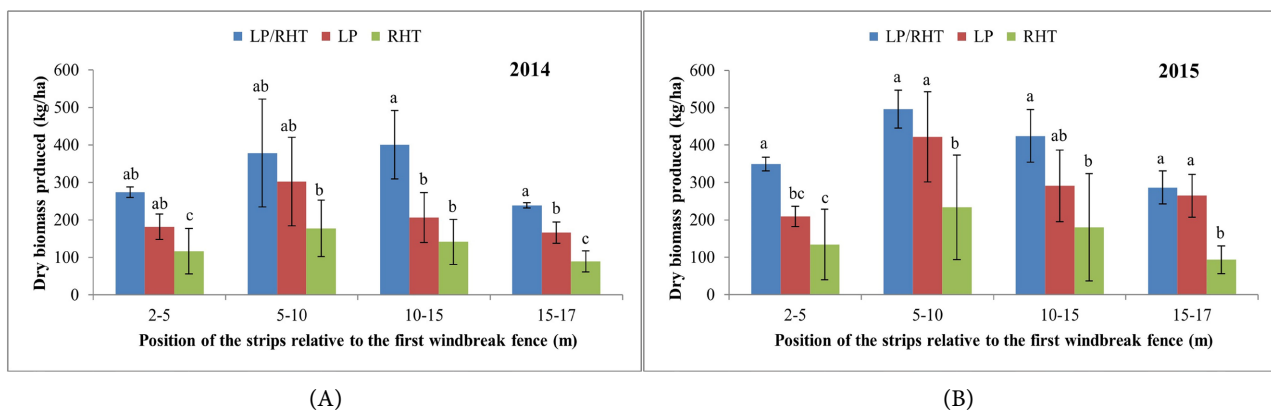 LP/RHT LP RHT
2014
Dry biomass prduced (kg/ha)
600
500
400
300
200
100
0
ab ab c
ab ab b
a b b
a b c
2-5 5-10 10-15 15-17
Position of the strips relative to the first windbreak fence (m)
(A)
LP/RHT LP RHT
2015
Dry biomass produced (kg/ha)
600
500
400
300
200
100
0
a bc b
a a b
a ab b
a a b
2-5 5-10 10-15 15-17
Position of the strips relative to the first windbreak fence (m)
(B)